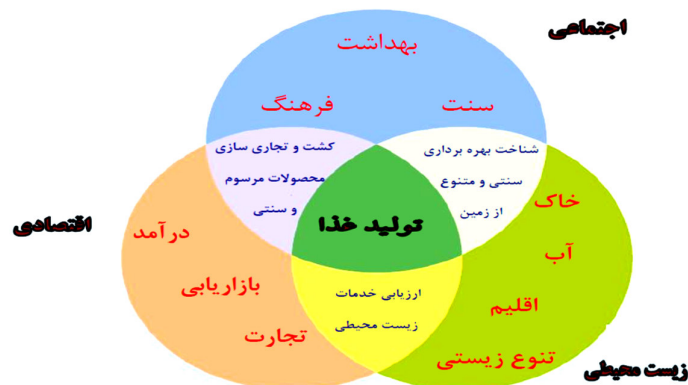 اجتماعی
بهداشت
فرهنگ
سنت
کشت و تجاری سازی
محصولات مرسوم
و سنتی
شناخت بهره برداری
سنتی و متنوع
از زمین
تولید خذا
اقتصادی
درآمد
بازاریابی
تجارت
ارزیابی خدمات
زیست محیطی
خاک
آب
اقلیم
تنوع زیستی
زیست محیطی